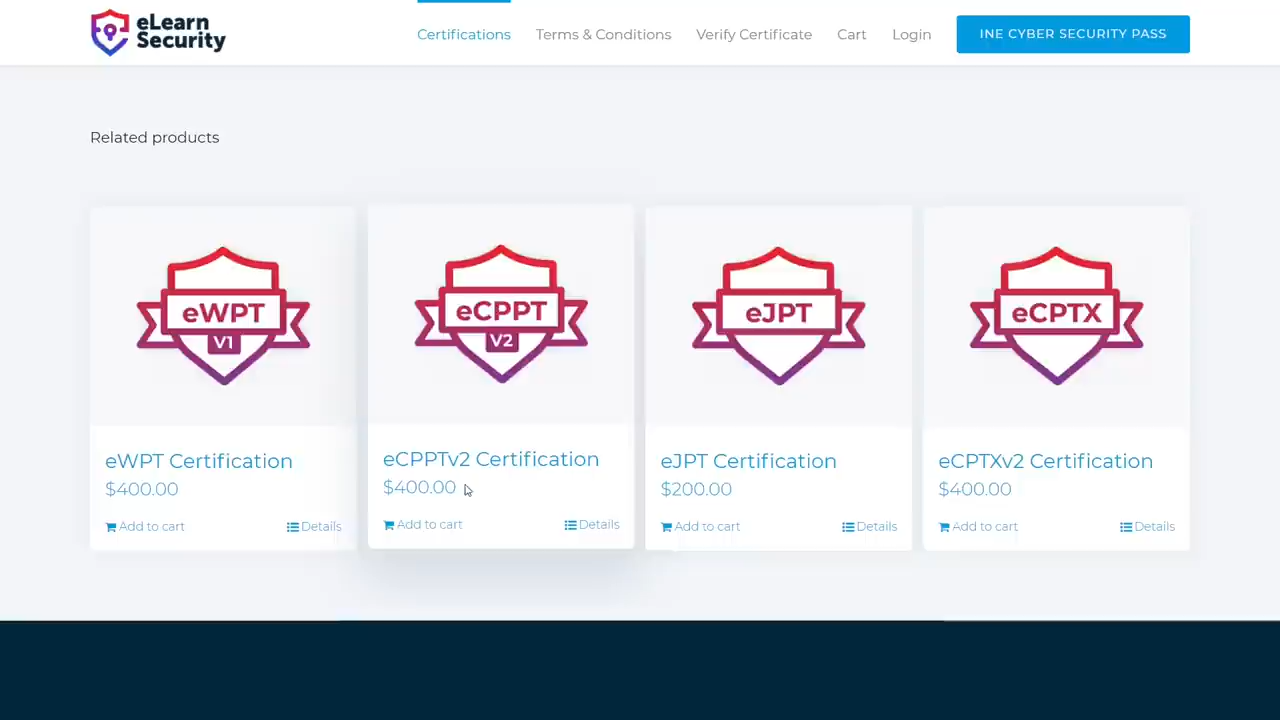 eLearn
Security
Certifications
Terms & Conditions
Verify Certificate
Cart
Login
INE CYBER SECURITY PASS
Related products
eWPT
V1
eWPT Certification
$400.00
Add to cart
Details
eCPPT
V2
eCPPTv2 Certification
$400.00
Add to cart
Details
eJPT
eJPT Certification
$200.00
Add to cart
Details
eCPTX
eCPTXv2 Certification
$400.00
Add to cart
Details